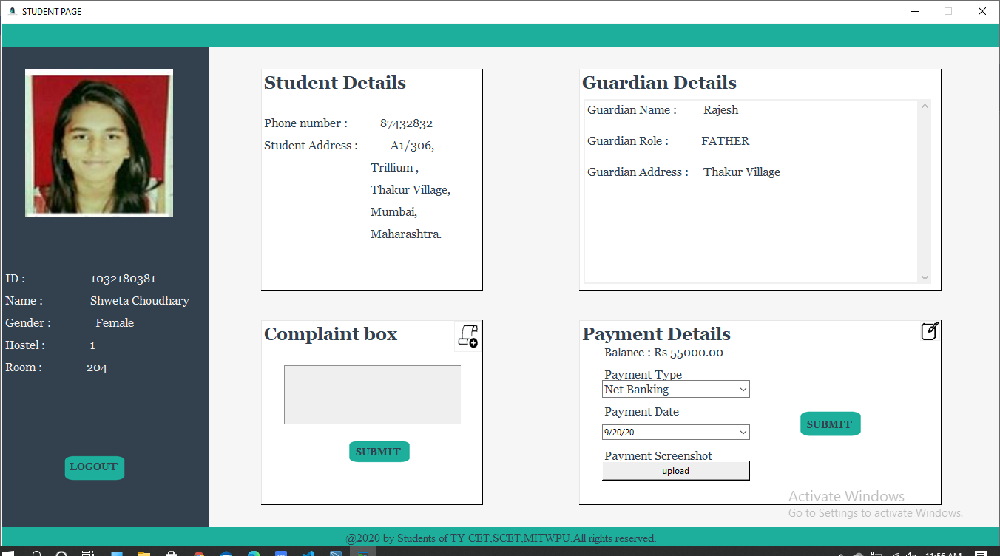 STUDENT PAGE
Student Details
Phone number : 87432832
Student Address : A1/306,
Trillium ,
Thakur Village,
Mumbai,
Maharashtra.
Guardian Details
Guardian Name : Rajesh
Guardian Role : FATHER
Guardian Address : Thakur Village
ID : 1032180381
Name : Shweta Choudhary
Gender : Female
Hostel : 1
Room : 204
LOGOUT
Complaint box
SUBMIT
Payment Details
Balance : Rs 55000.00
Payment Type
Net Banking
Payment Date
9/20/20
Payment Screenshot
upload
SUBMIT
Activate Windows
Go to Settings to activate Windows.
@2020 by Students of TY CET,SCET,MITWPU,All rights reserved.
11:56 AM